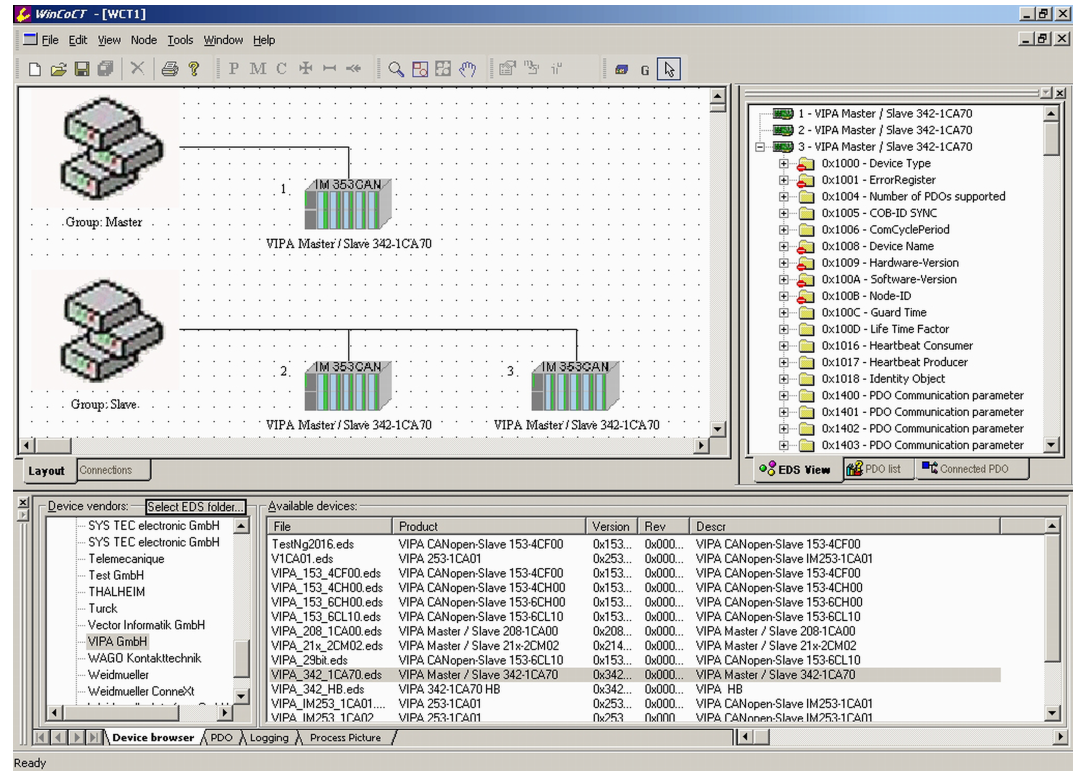 WinCoCT - [WCT1]
File Edit View Node Tools Window Help
P M C G
1. IM 353CAN
Group: Master
VIPA Master / Slave 342-1CA70
2. IM 353CAN 3. IM 353CAN
Group: Slave
VIPA Master / Slave 342-1CA70 VIPA Master / Slave 342-1CA70
Layout Connections
1 - VIPA Master / Slave 342-1CA70
2 - VIPA Master / Slave 342-1CA70
3 - VIPA Master / Slave 342-1CA70
0x1000 - Device Type
0x1001 - ErrorRegister
0x1004 - Number of PDOs supported
0x1005 - COB-ID SYNC
0x1006 - ComCyclePeriod
0x1008 - Device Name
0x1009 - Hardware-Version
0x100A - Software-Version
0x100B - Node-ID
0x100C - Guard Time
0x100D - Life Time Factor
0x1016 - Heartbeat Consumer
0x1017 - Heartbeat Producer
0x1018 - Identity Object
0x1400 - PDO Communication parameter
0x1401 - PDO Communication parameter
0x1402 - PDO Communication parameter
0x1403 - PDO Communication parameter
EDS View PDO list Connected PDO
Device vendors: Select EDS folder...
SYS TEC electronic GmbH
SYS TEC electronic GmbH
Telemecanique
Test GmbH
THALHEIM
Turck
Vector Informatik GmbH
VIPA GmbH
WAGO Kontakttechnik
Weidmueller
Weidmueller ConneXt
Available devices:
File Product Version Rev Descr
TestNg2016.eds VIPA CANopen-Slave 153-4CF00 0x153... 0x000... VIPA CANopen-Slave 153-4CF00
V1CA01.eds VIPA 253-1CA01 0x253... 0x000... VIPA CANopen-Slave IM253-1CA01
VIPA_153_4CF00.eds VIPA CANopen-Slave 153-4CF00 0x153... 0x000... VIPA CANopen-Slave 153-4CF00
VIPA_153_4CH00.eds VIPA CANopen-Slave 153-4CH00 0x153... 0x000... VIPA CANopen-Slave 153-4CH00
VIPA_153_6CH00.eds VIPA CANopen-Slave 153-6CH00 0x153... 0x000... VIPA CANopen-Slave 153-6CH00
VIPA_153_6CL10.eds VIPA CANopen-Slave 153-6CL10 0x153... 0x000... VIPA CANopen-Slave 153-6CL10
VIPA_208_1CA00.eds VIPA Master / Slave 208-1CA00 0x208... 0x000... VIPA Master / Slave 208-1CA00
VIPA_21x_2CM02.eds VIPA Master / Slave 21x-2CM02 0x214... 0x000... VIPA Master / Slave 21x-2CM02
VIPA_29bit.eds VIPA CANopen-Slave 153-6CL10 0x153... 0x000... VIPA CANopen-Slave 153-6CL10
VIPA_342_1CA70.eds VIPA Master / Slave 342-1CA70 0x342... 0x000... VIPA Master / Slave 342-1CA70
VIPA_342_HB.eds VIPA 342-1CA70 HB 0x342... 0x000... VIPA HB
VIPA_IM253_1CA01.... VIPA 253-1CA01 0x253... 0x000... VIPA CANopen-Slave IM253-1CA01
VIPA_IM253_1CA02 VIPA 253-1CA01 0x253 0x000 VIPA CANopen-Slave IM253-1CA01
Device browser PDO Logging Process Picture
Ready